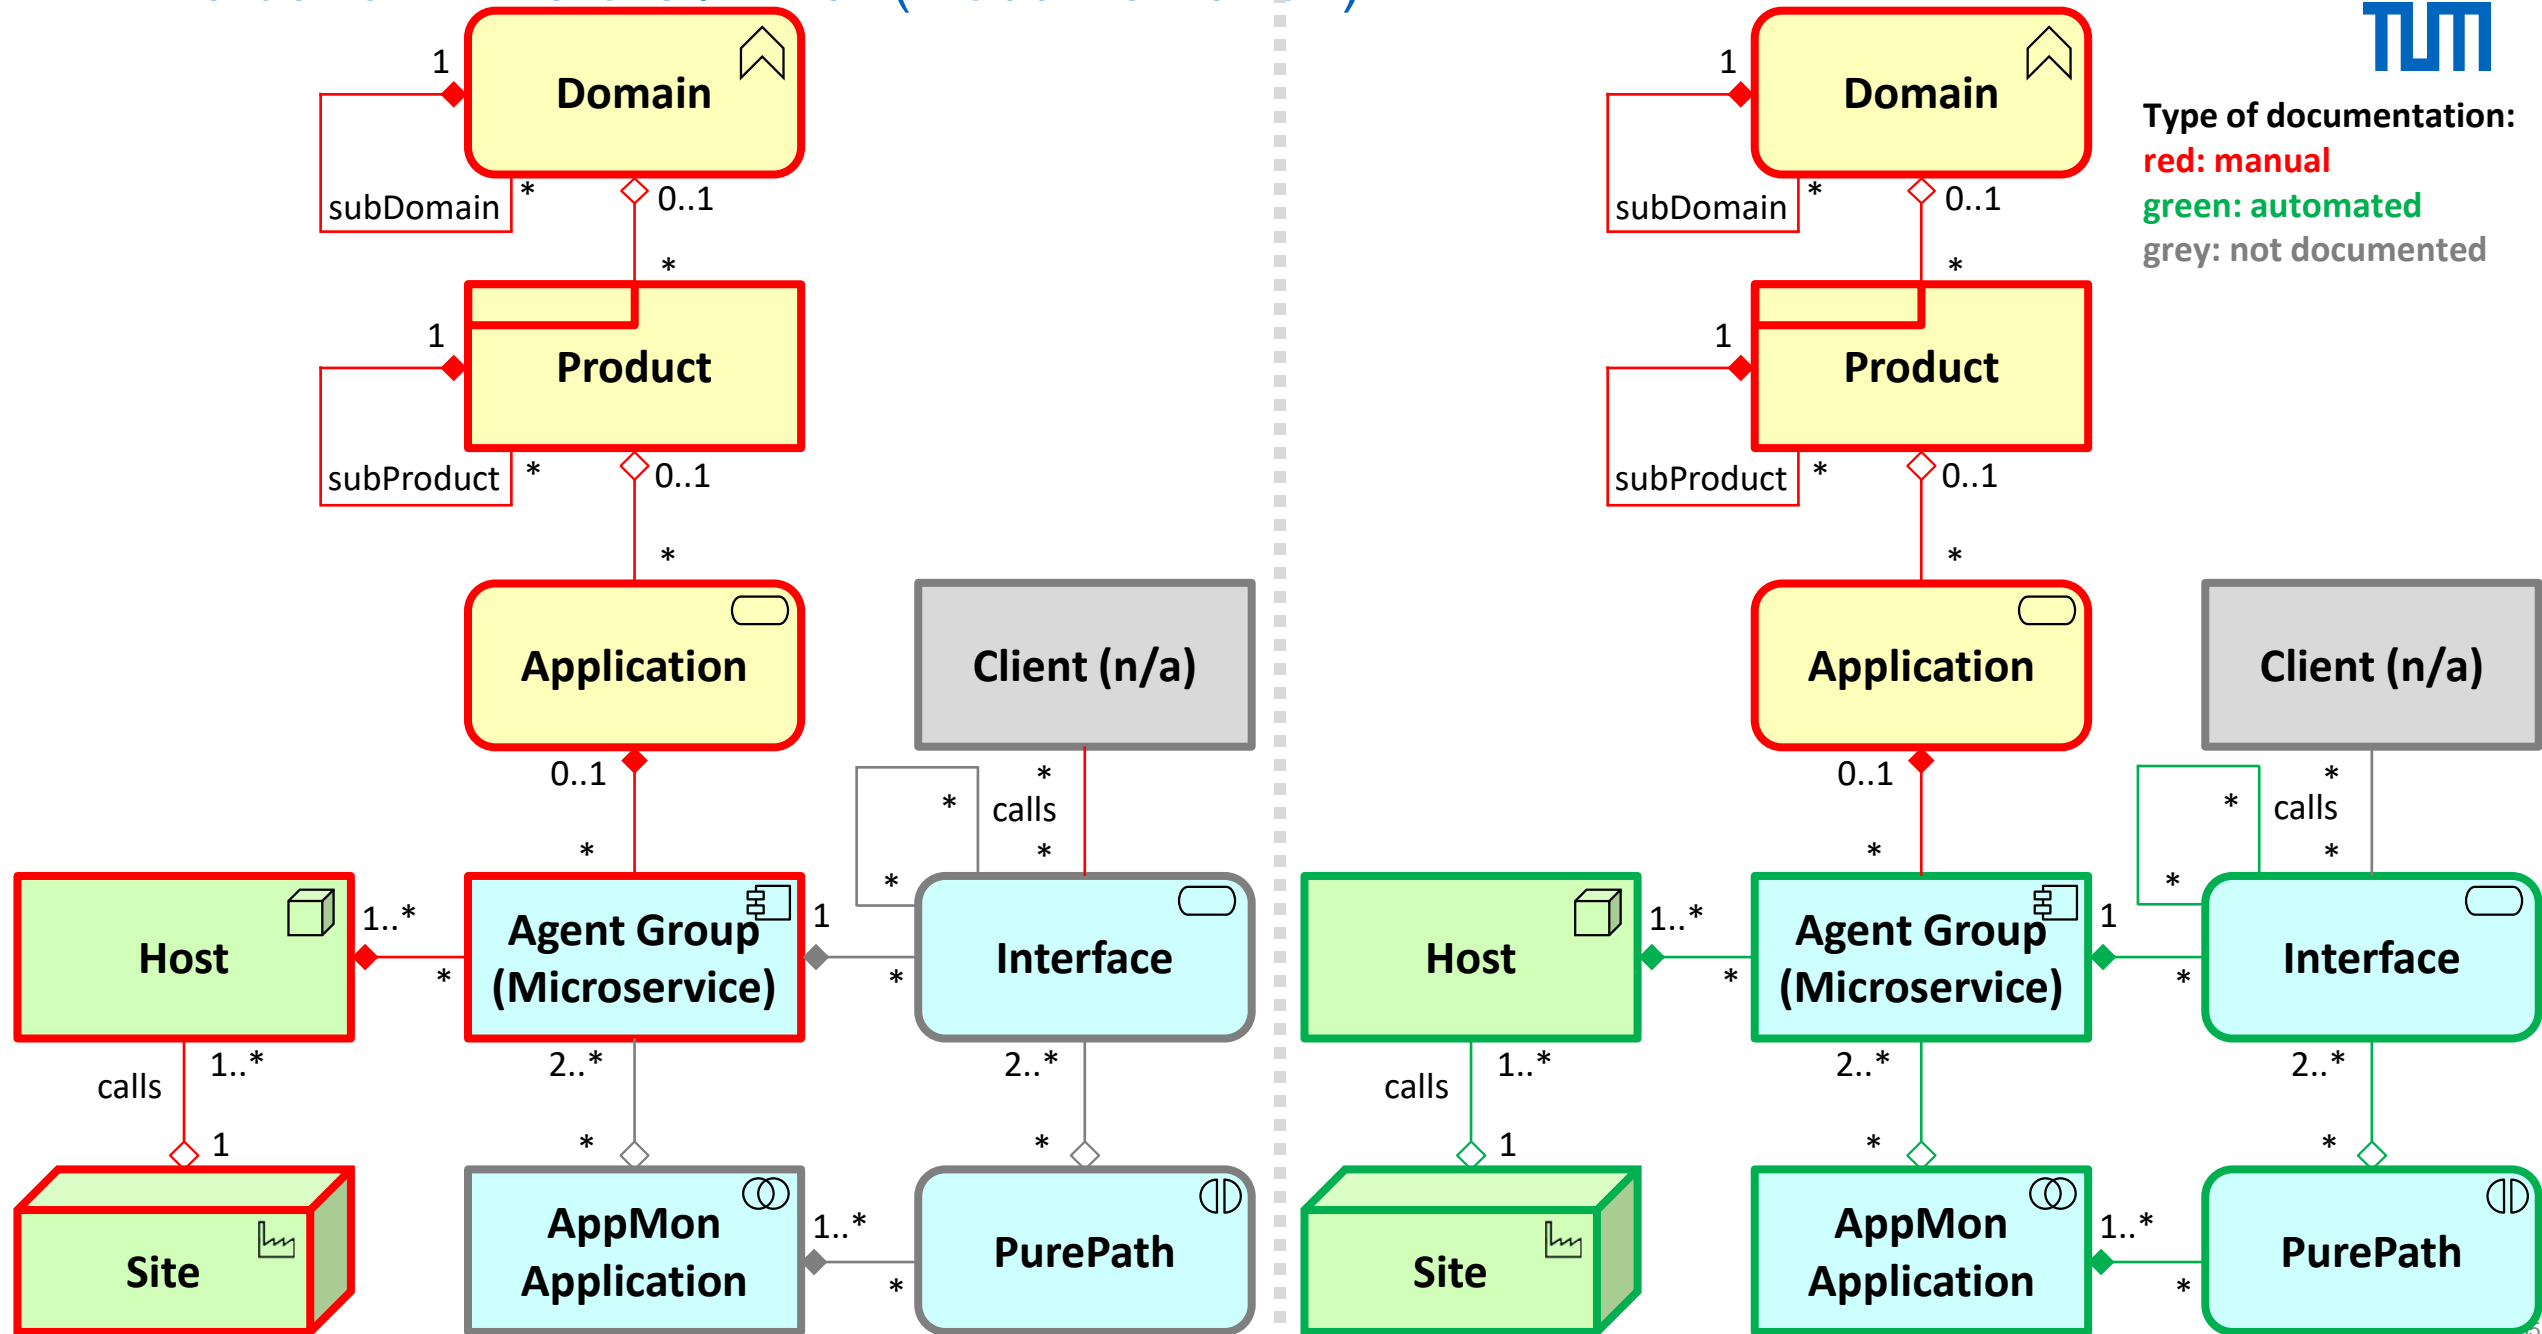 TUM
1
Domain
subDomain
*
0..1
*
1
Product
subProduct
*
0..1
*
Application
Client (n/a)
0..1
*
*
calls
*
*
*
Host
1..*
*
Agent Group
(Microservice)
1
*
Interface
calls
1..*
1
2..*
*
2..*
*
Site
AppMon
Application
1..*
*
PurePath
1
Domain
subDomain
*
0..1
*
1
Product
subProduct
*
0..1
*
Application
Client (n/a)
0..1
*
*
calls
*
*
*
Host
1..*
*
Agent Group
(Microservice)
1
*
Interface
calls
1..*
1
2..*
*
2..*
*
Site
AppMon
Application
1..*
*
PurePath
Type of documentation:
red: manual
green: automated
grey: not documented